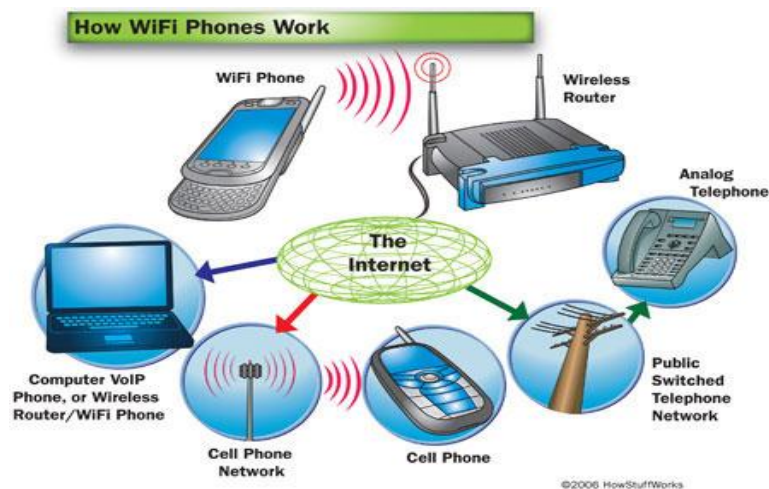 How WiFi Phones Work
WiFi Phone
Wireless
Router
Analog
Telephone
The
Internet
Computer VoIP
Phone, or Wireless
Router/WiFi Phone
Cell Phone
Network
Cell Phone
Public
Switched
Telephone
Network
©2006 HowStuffWorks